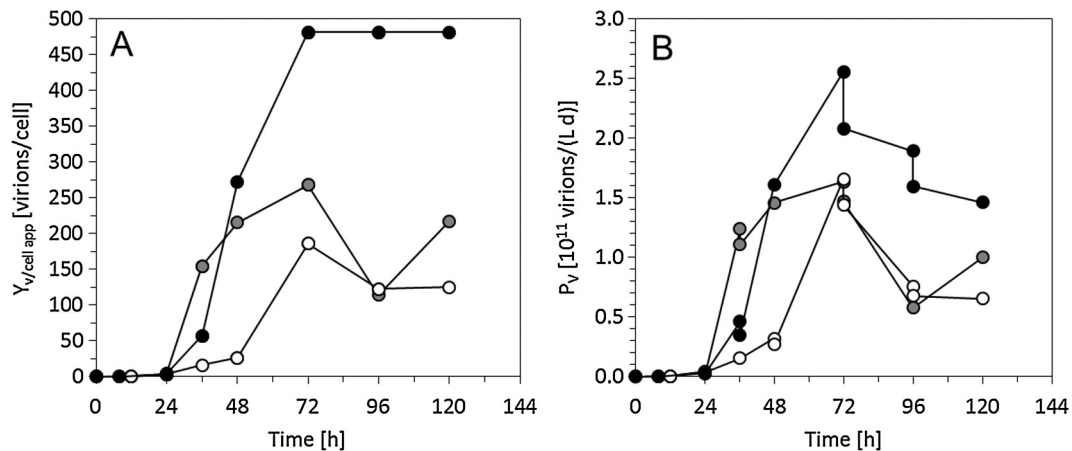 A
Y_v/cell app [virions/cell]
500
450
400
350
300
250
200
150
100
50
0
0 24 48 72 96 120 144
Time [h]
B
P_V [10^11 virions/(L d)]
3.0
2.5
2.0
1.5
1.0
0.5
0.0
0 24 48 72 96 120 144
Time [h]